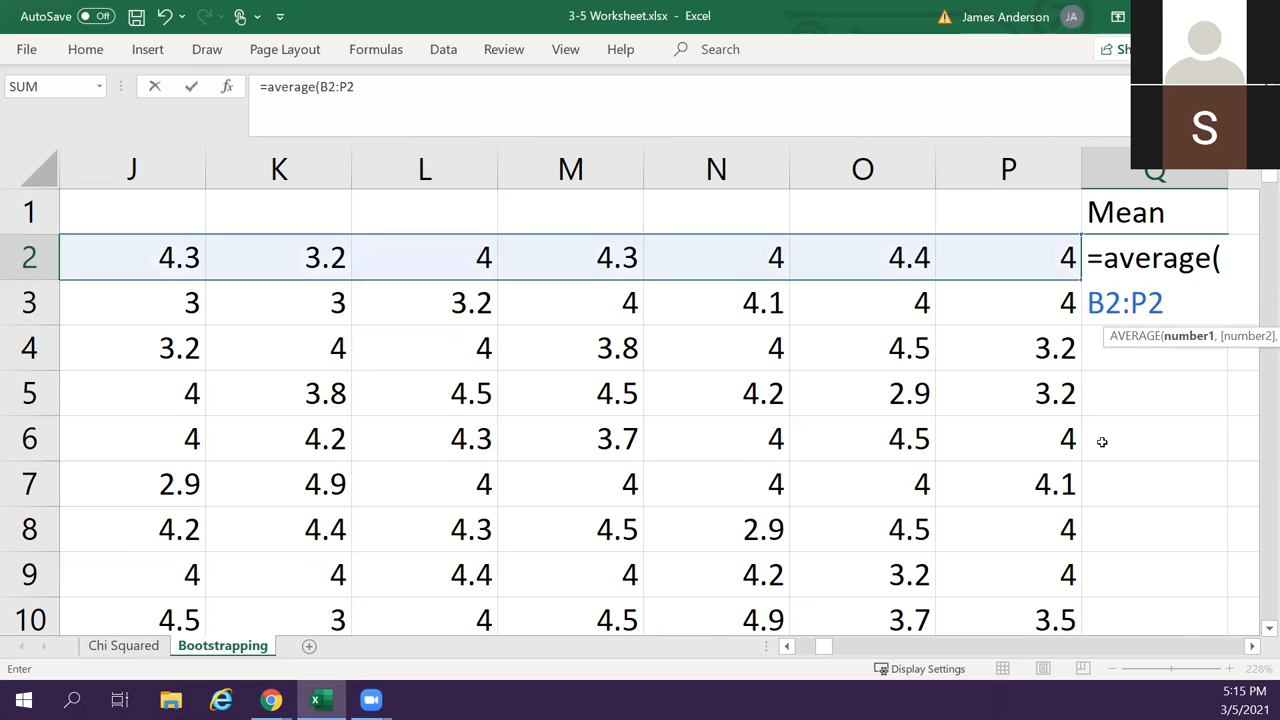 AutoSave Off 3-5 Worksheet.xlsx - Excel James Anderson JA
File Home Insert Draw Page Layout Formulas Data Review View Help Search
SUM fx =average(B2:P2
S
J K L M N O P Q
1 Mean
2 4.3 3.2 4 4.3 4 4.4 4 =average(
3 3 3 3.2 4 4.1 4 4 B2:P2
AVERAGE(number1, [number2],
4 3.2 4 4 3.8 4 4.5 3.2
5 4 3.8 4.5 4.5 4.2 2.9 3.2
6 4 4.2 4.3 3.7 4 4.5 4
7 2.9 4.9 4 4 4 4 4.1
8 4.2 4.4 4.3 4.5 2.9 4.5 4
9 4 4 4.4 4 4.2 3.2 4
10 4.5 3 4 4.5 4.9 3.7 3.5
Chi Squared Bootstrapping
Enter Display Settings 228%
5:15 PM
3/5/2021